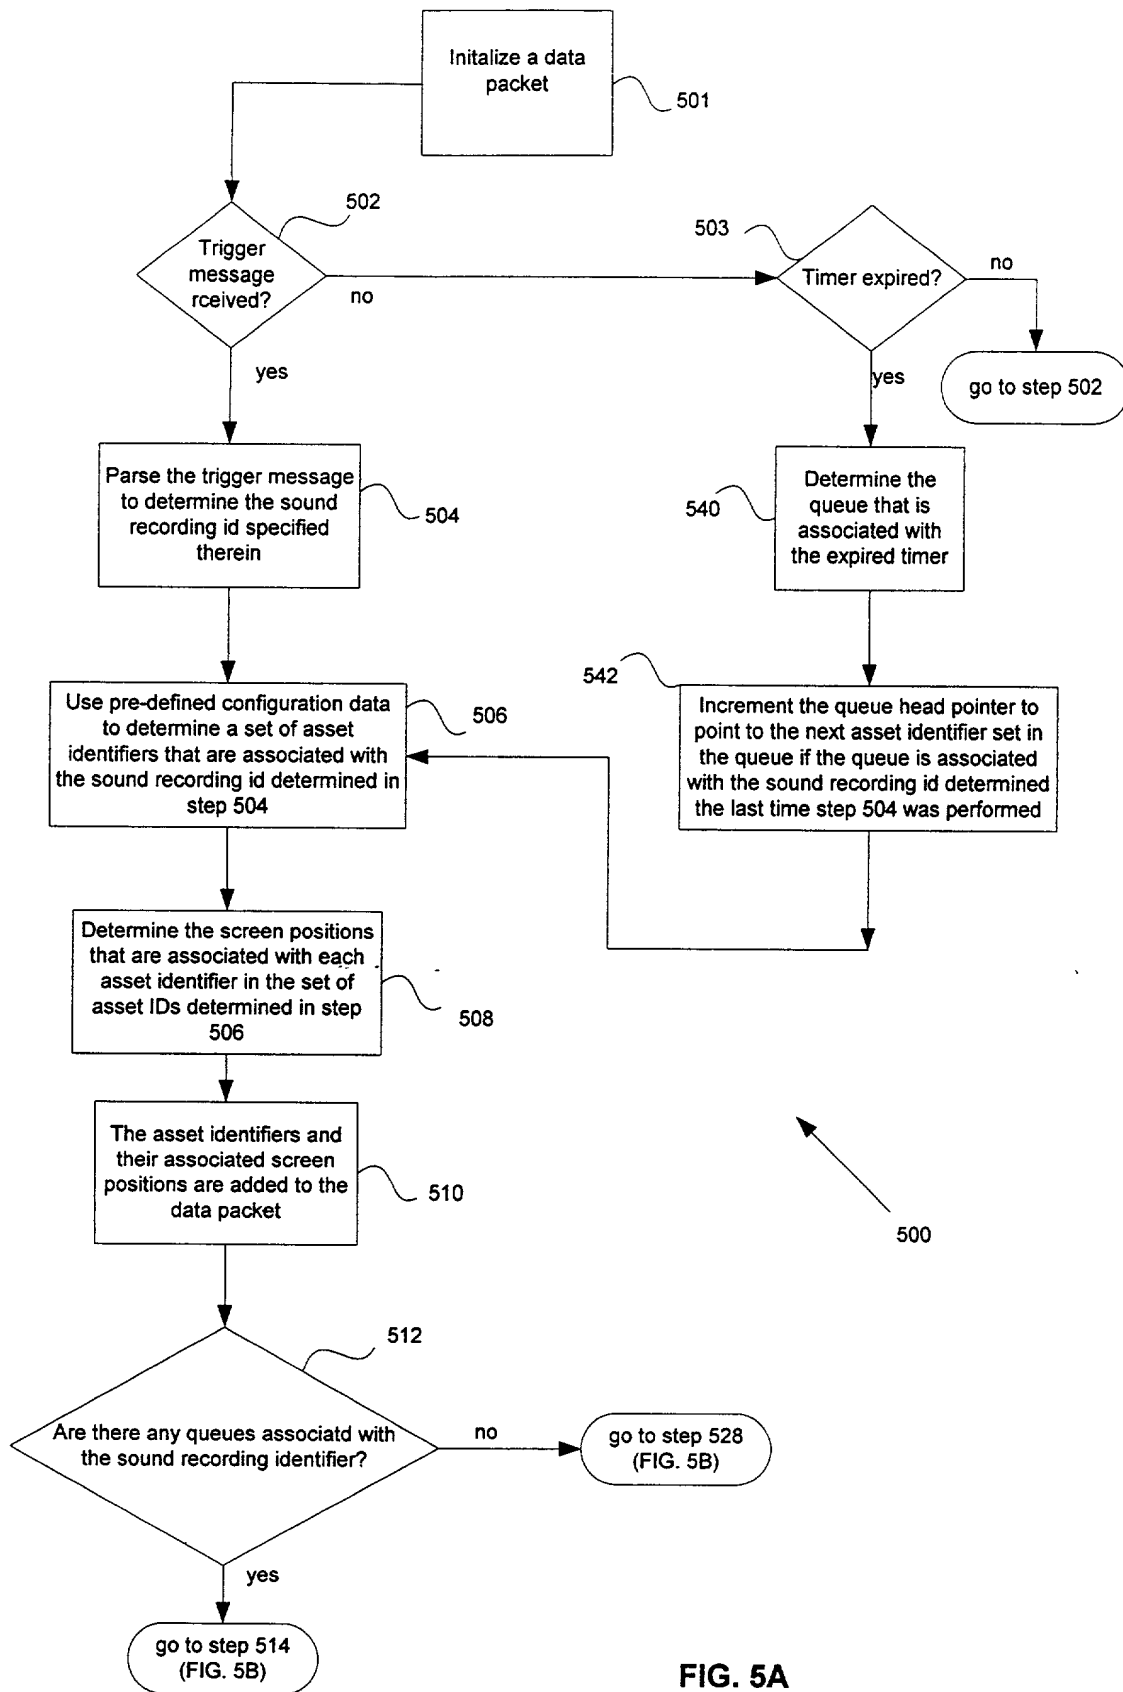 Initalize a data
packet
501
502
Trigger
message
rceived?
no
yes
503
Timer expired?
no
go to step 502
yes
Parse the trigger message
to determine the sound
recording id specified
therein
504
Determine the
queue that is
associated with
the expired timer
540
Use pre-defined configuration data
to determine a set of asset
identifiers that are associated with
the sound recording id determined in
step 504
506
542
Increment the queue head pointer to
point to the next asset identifier set in
the queue if the queue is associated
with the sound recording id determined
the last time step 504 was performed
Determine the screen positions
that are associated with each
asset identifier in the set of
asset IDs determined in step
506
508
The asset identifiers and
their associated screen
positions are added to the
data packet
510
500
512
Are there any queues associatd with
the sound recording identifier?
no
go to step 528
(FIG. 5B)
yes
go to step 514
(FIG. 5B)
FIG. 5A